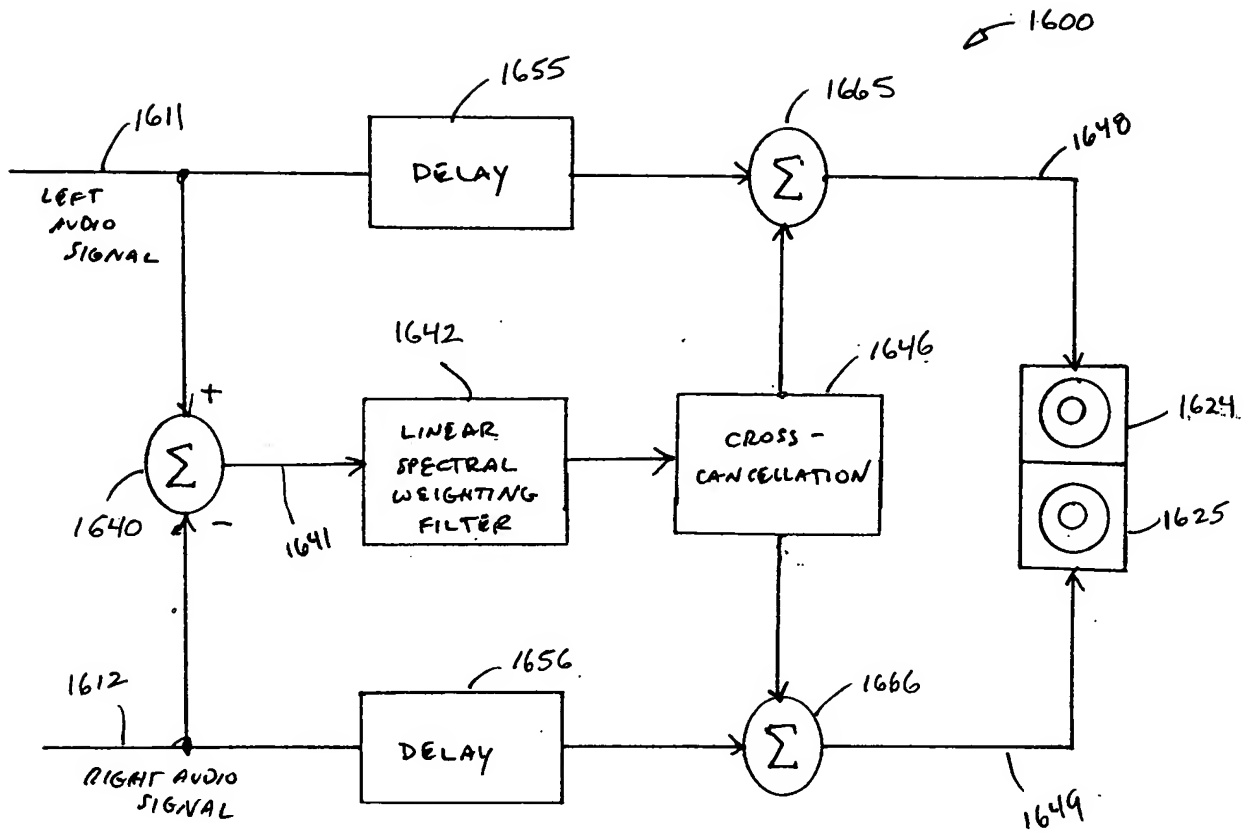 1600
1655
1665
1611
1648
DELAY
Σ
LEFT
AUDIO
SIGNAL
1642
1646
+
1624
LINEAR
SPECTRAL
WEIGHTING
FILTER
CROSS-
CANCELLATION
Σ
1640
-
1641
1625
1656
1612
1666
DELAY
Σ
RIGHT AUDIO
SIGNAL
1649